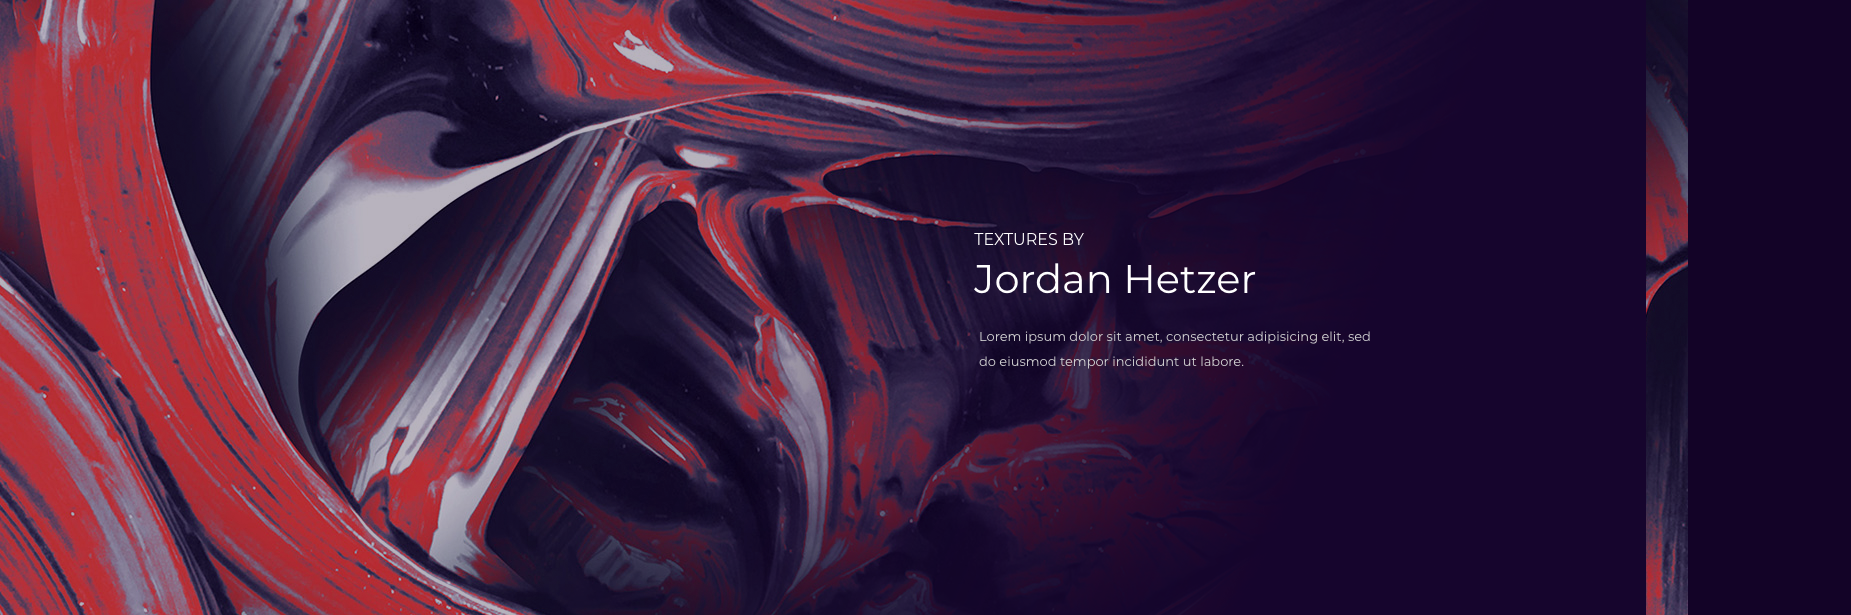 TEXTURES BY
Jordan Hetzer
Lorem ipsum dolor sit amet, consectetur adipisicing elit, sed
do eiusmod tempor incididunt ut labore.